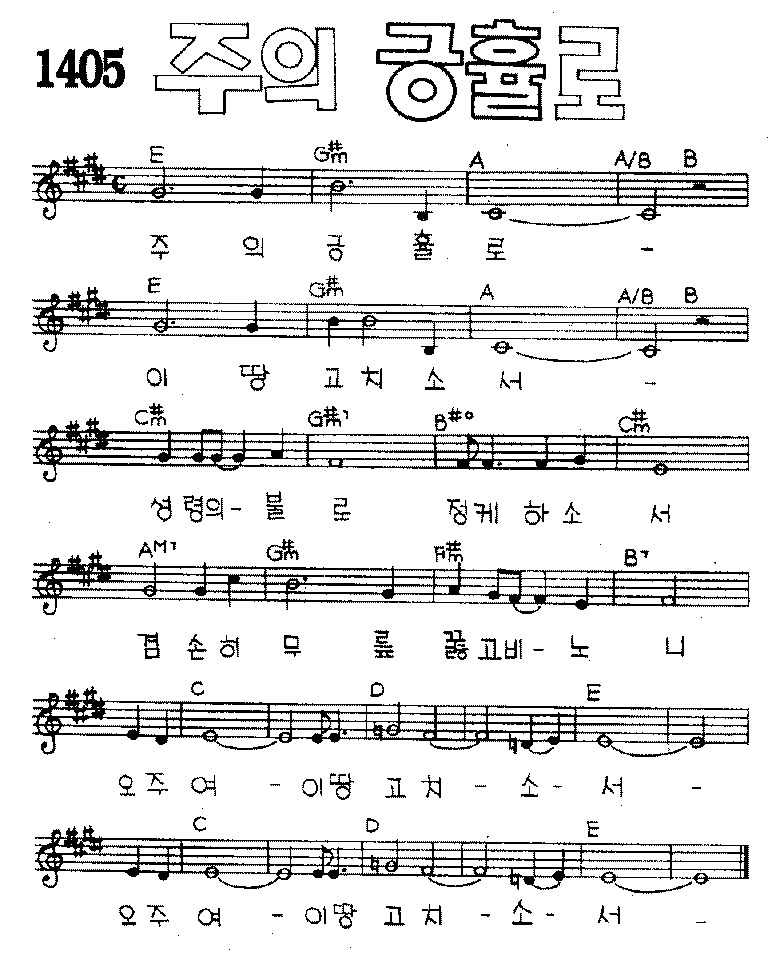 1405 주의 긍휼로
E G#m A A/B B
주 의 긍 휼 로 -
E G#m A A/B B
이 땅 고 치 소 서 -
C#m G#m7 B#° C#m
성 령의- 불 로 정케 하 소 서
AM7 G#m F#m B7
겸 손히 무 릎 꿇 고비- 노 니
C D E
오 주 여 - 이땅 고 치 - 소 - 서 -
C D E
오 주 여 - 이땅 고 치 - 소 - 서 -